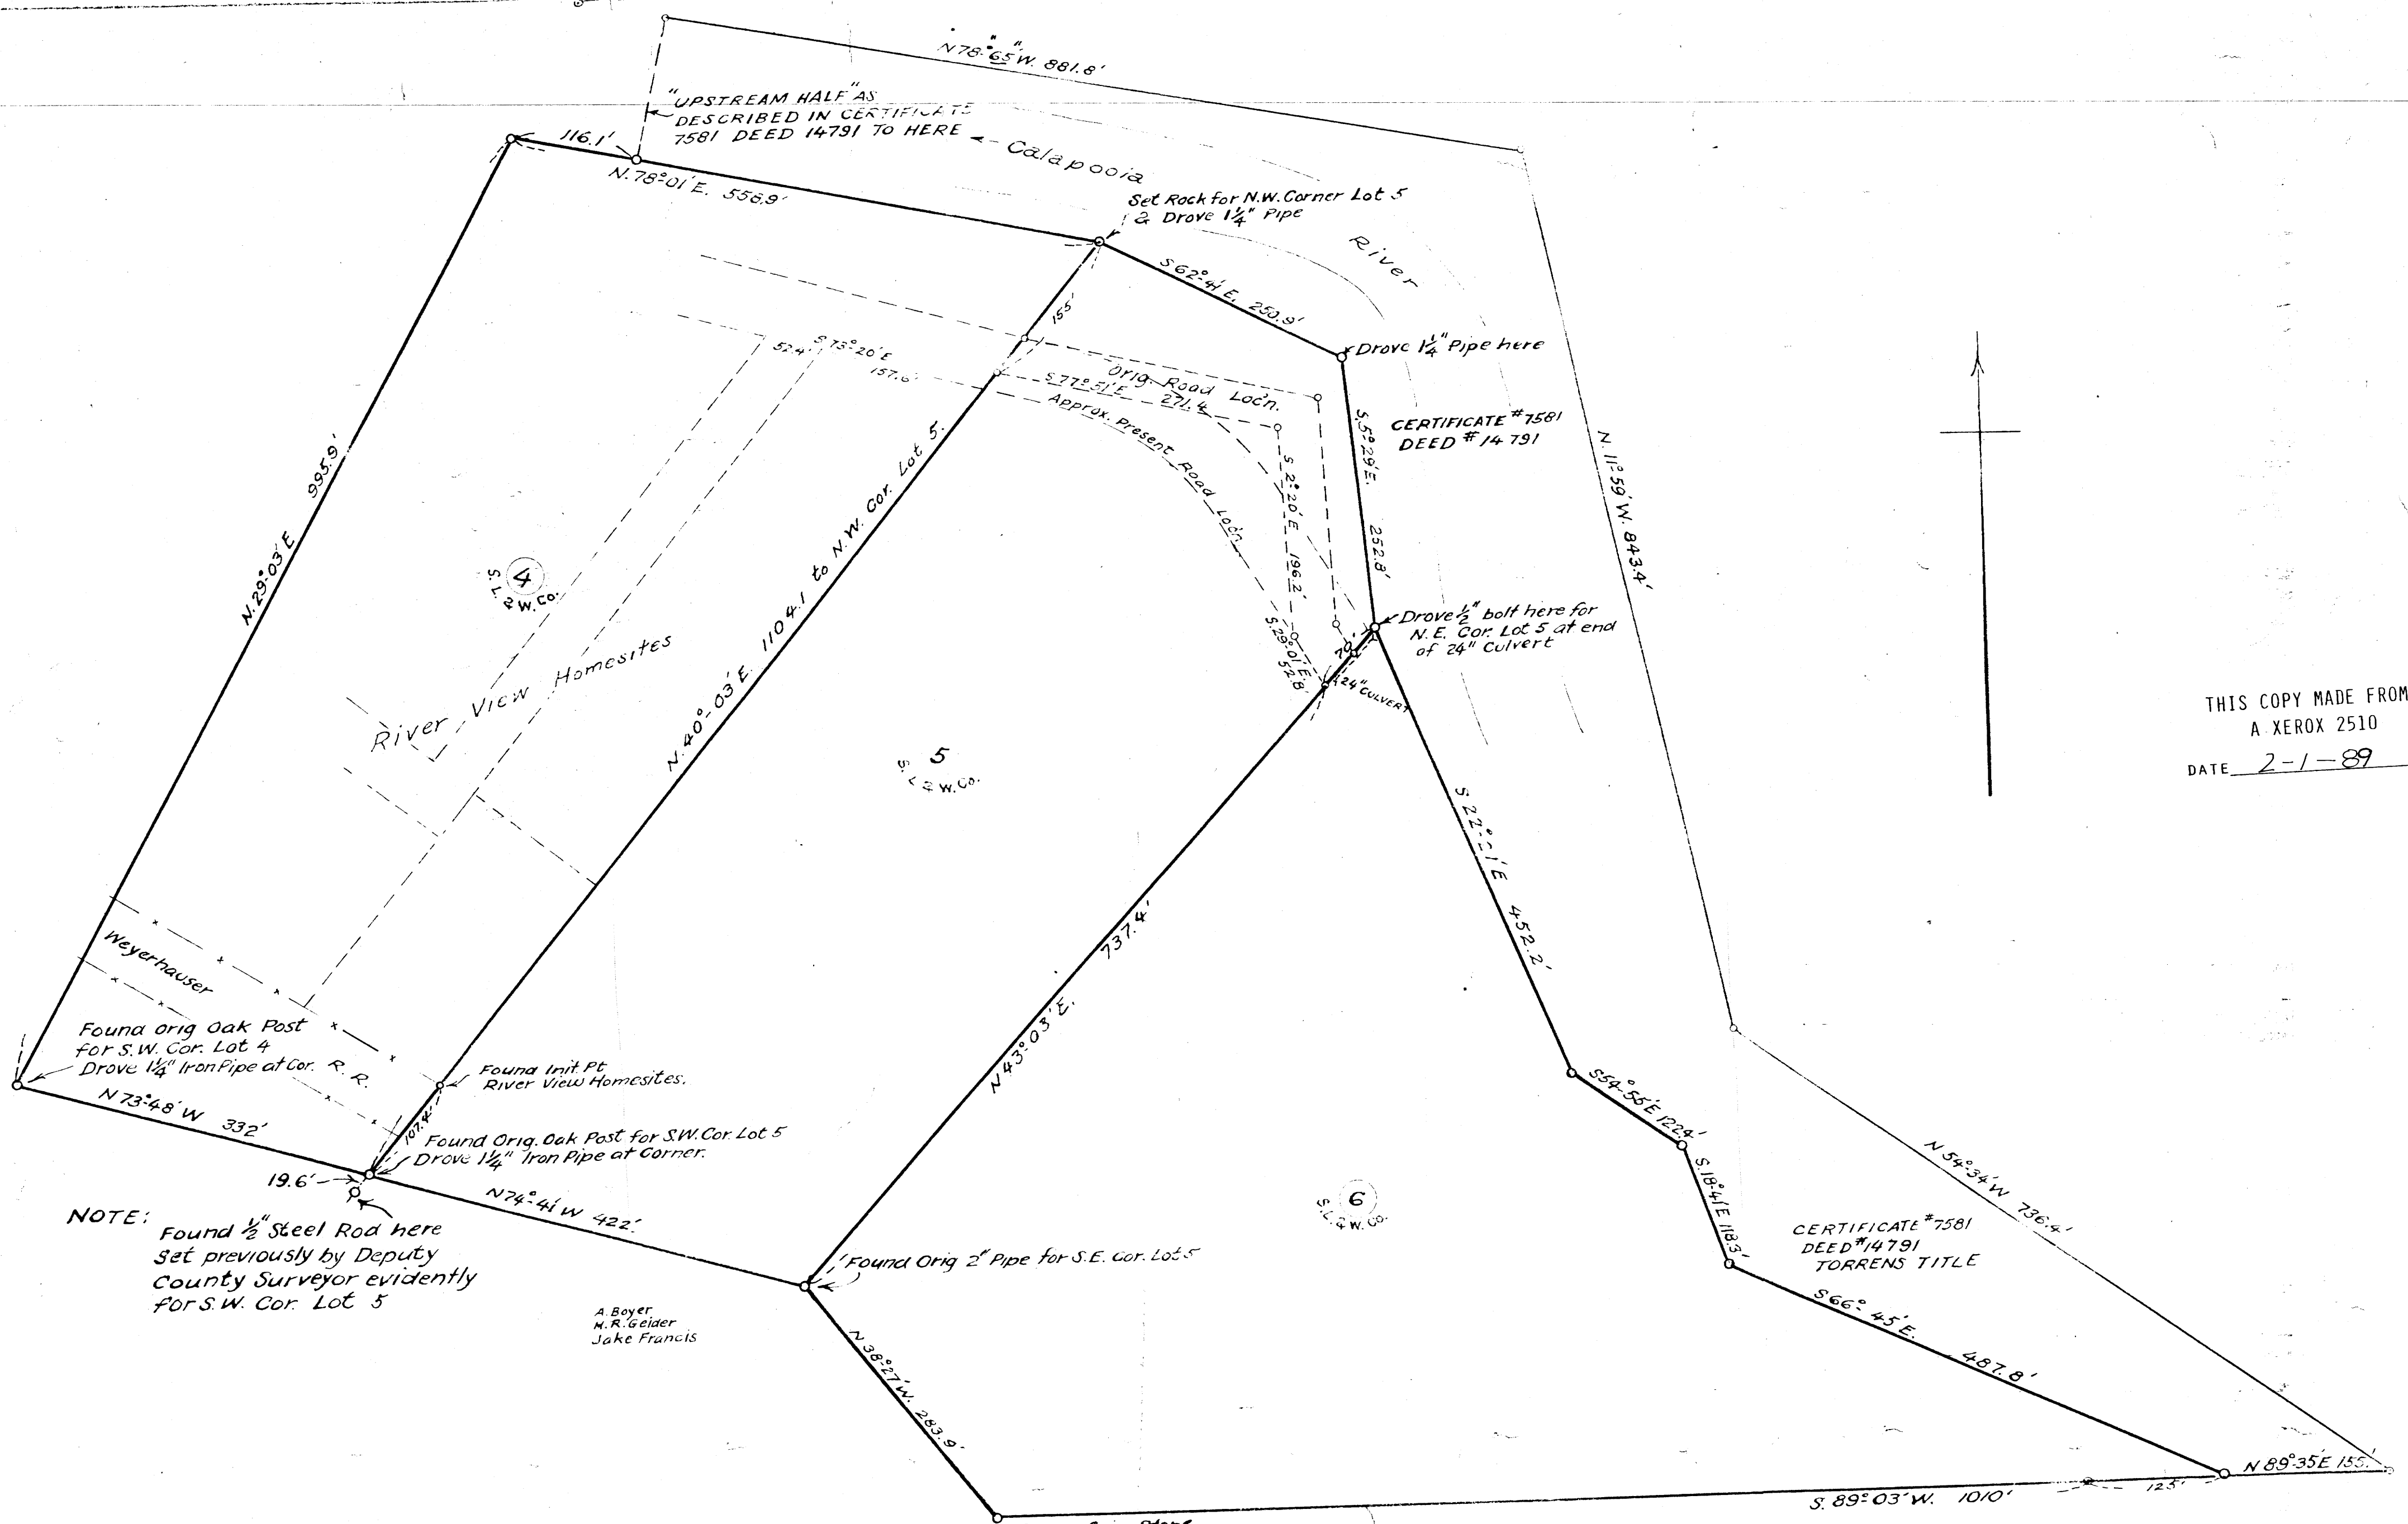 N 78°65" W. 881.8'
"UPSTREAM HALF" AS
DESCRIBED IN CERTIFICATE
7581 DEED 14791 TO HERE
Calapooia
River
116.1'
N. 78°-01' E. 556.9'
Set Rock for N.W. Corner Lot 5
& Drove 1¼" Pipe
S 62°-41' E. 250.9'
155'
Drove 1¼" Pipe here
S 73°-20' E
52.4'
157.6'
Orig. Road Loc'n.
S 77°-51' E 271.4
Approx. Present Road Loc'n
CERTIFICATE #7581
DEED #14791
S. 5°-29' E. 252.8'
S 2°-20' E 196.2'
N. 11°-59' W. 843.4'
N. 29°-03' E 995.9'
N. 40°-03' E. 1104.1 to N.W. Cor. Lot 5.
4
S. L. & W. Co.
River View Homesites
Drove ½" bolt here for
N.E. Cor. Lot 5 at end
of 24" Culvert
70'
S. 29°-01' E.
52.8'
24" CULVERT
THIS COPY MADE FROM
A XEROX 2510
DATE 2-1-89
5
S. L. & W. Co.
452.2'
N 43°-03' E. 737.4'
Weyerhauser
R. R.
Found orig Oak Post
for S.W. Cor. Lot 4
Drove 1¼" Iron Pipe at Cor.
Found Init. Pt
River View Homesites.
N 73°-48' W 332'
107.4'
Found Orig. Oak Post for S.W. Cor. Lot 5
Drove 1¼" Iron Pipe at Corner.
19.6'
N 74°-41' W 422'
S 54°-55' E 122.4'
S. 18°-41' E 118.3'
N 54°-34' W 736.4'
NOTE:
Found ½" Steel Rod here
Set previously by Deputy
County Surveyor evidently
for S.W. Cor. Lot 5
6
S. L. & W. Co.
CERTIFICATE #7581
DEED #14791
TORRENS TITLE
Found Orig 2" Pipe for S.E. Cor. Lot 5
A. Boyer
M. R. Geider
Jake Francis
S 66°-45' E. 487.8'
N 38°-27' W. 283.9'
N 89°-35' E 155.'
125'
S. 89°-03' W. 1010'